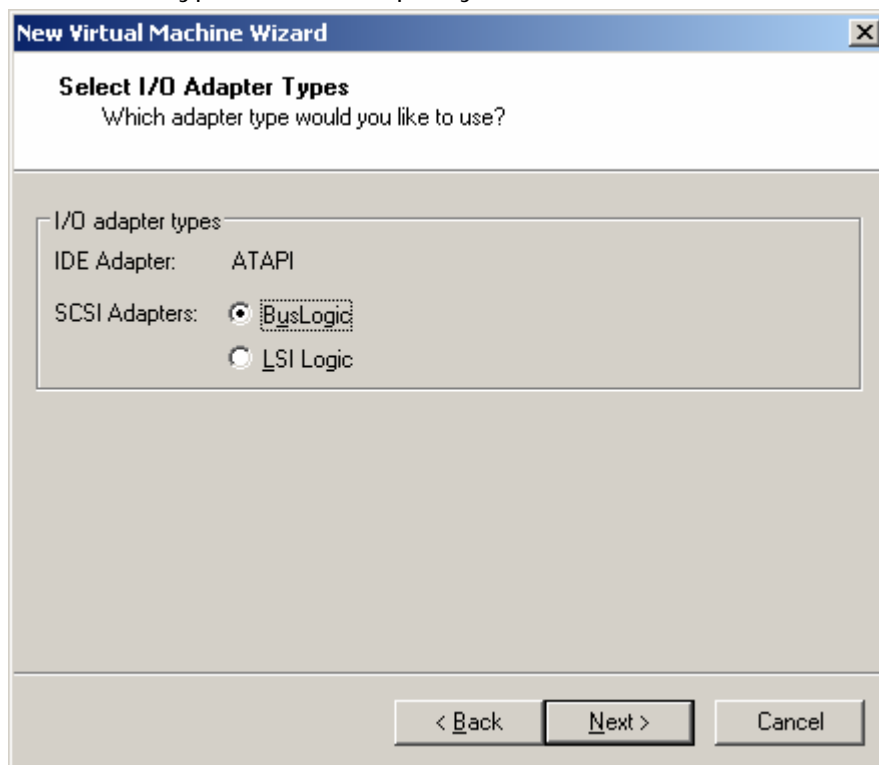 New Virtual Machine Wizard
Select I/O Adapter Types
Which adapter type would you like to use?
I/O adapter types
IDE Adapter: ATAPI
SCSI Adapters: BusLogic
LSI Logic
< Back Next > Cancel